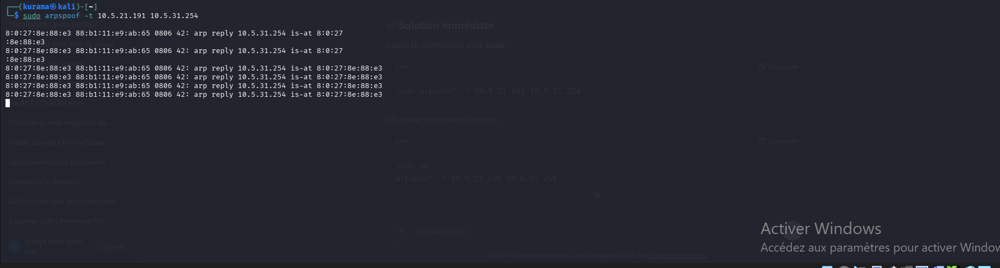 ┌──(kurama㉿kali)-[~]
└─$ sudo arpspoof -t 10.5.21.191 10.5.31.254
Installation Opera sur Kali
8:0:27:8e:88:e3 88:b1:11:e9:ab:65 0806 42: arp reply 10.5.31.254 is-at 8:0:27
:8e:88:e3
avec mot de passe
8:0:27:8e:88:e3 88:b1:11:e9:ab:65 0806 42: arp reply 10.5.31.254 is-at 8:0:27
:8e:88:e3
8:0:27:8e:88:e3 88:b1:11:e9:ab:65 0806 42: arp reply 10.5.31.254 is-at 8:0:27:8e:88:e3
8:0:27:8e:88:e3 88:b1:11:e9:ab:65 0806 42: arp reply 10.5.31.254 is-at 8:0:27:8e:88:e3
8:0:27:8e:88:e3 88:b1:11:e9:ab:65 0806 42: arp reply 10.5.31.254 is-at 8:0:27:8e:88:e3
8:0:27:8e:88:e3 88:b1:11:e9:ab:65 0806 42: arp reply 10.5.31.254 is-at 8:0:27:8e:88:e3
Fix APT CD-ROM error
Postuler grands magasins Île-...
Install Google Chrome Linux
Qualités employé polyvalent ...
Connaître le devsecu
Golf course near microsoft.com
Exporter vidéo Premiere Pro
konga marc yvan
Free
Upgrade
✅ Solution immédiate
Lance la commande avec sudo :
bash
Copy code
sudo arpspoof -t 10.5.21.191 10.5.31.254
Ou passe carrément en root :
bash
Copy code
sudo su
arpspoof -t 10.5.21.191 10.5.31.254
Ask anything
ChatGPT can make mistakes. Check important info. See Cookie Preferences.
Activer Windows
Accédez aux paramètres pour activer Window